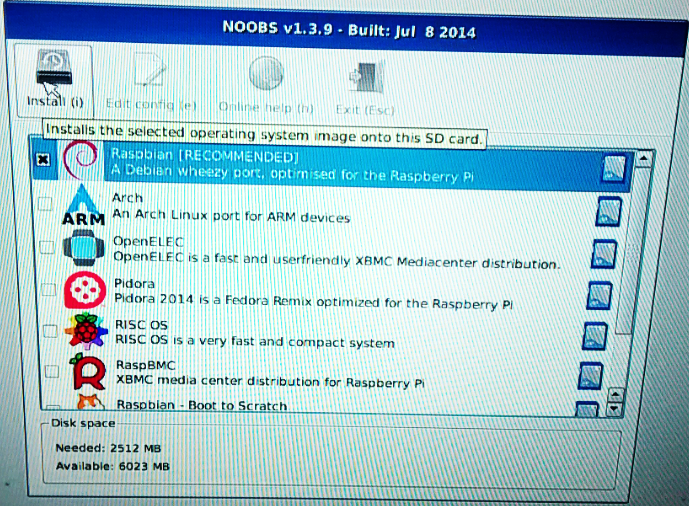 NOOBS v1.3.9 - Built: Jul 8 2014
Install (i) Edit config (e) Online help (h) Exit (Esc)
Installs the selected operating system image onto this SD card.
Raspbian [RECOMMENDED]
A Debian wheezy port, optimised for the Raspberry Pi
Arch
ARM
An Arch Linux port for ARM devices
OpenELEC
OpenELEC is a fast and userfriendly XBMC Mediacenter distribution.
Pidora
Pidora 2014 is a Fedora Remix optimized for the Raspberry Pi
RISC OS
RISC OS is a very fast and compact system
RaspBMC
XBMC media center distribution for Raspberry Pi
Raspbian - Boot to Scratch
Disk space
Needed: 2512 MB
Available: 6023 MB